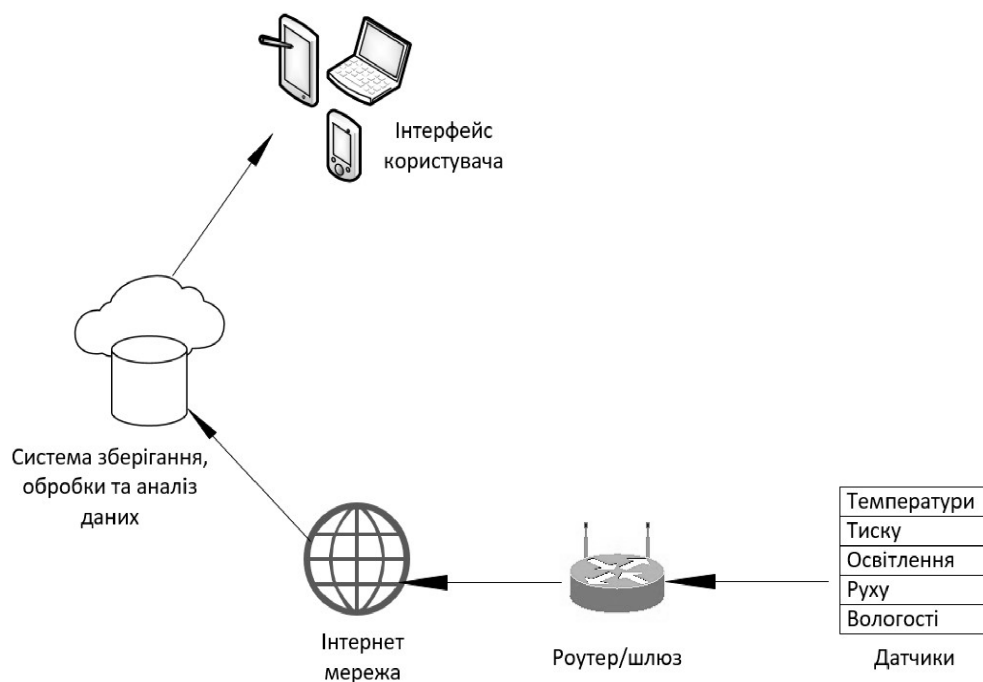 Інтерфейс
користувача
Система зберігання,
обробки та аналіз
даних
Інтернет
мережа
Роутер/шлюз
Температури
Тиску
Освітлення
Руху
Вологості
Датчики